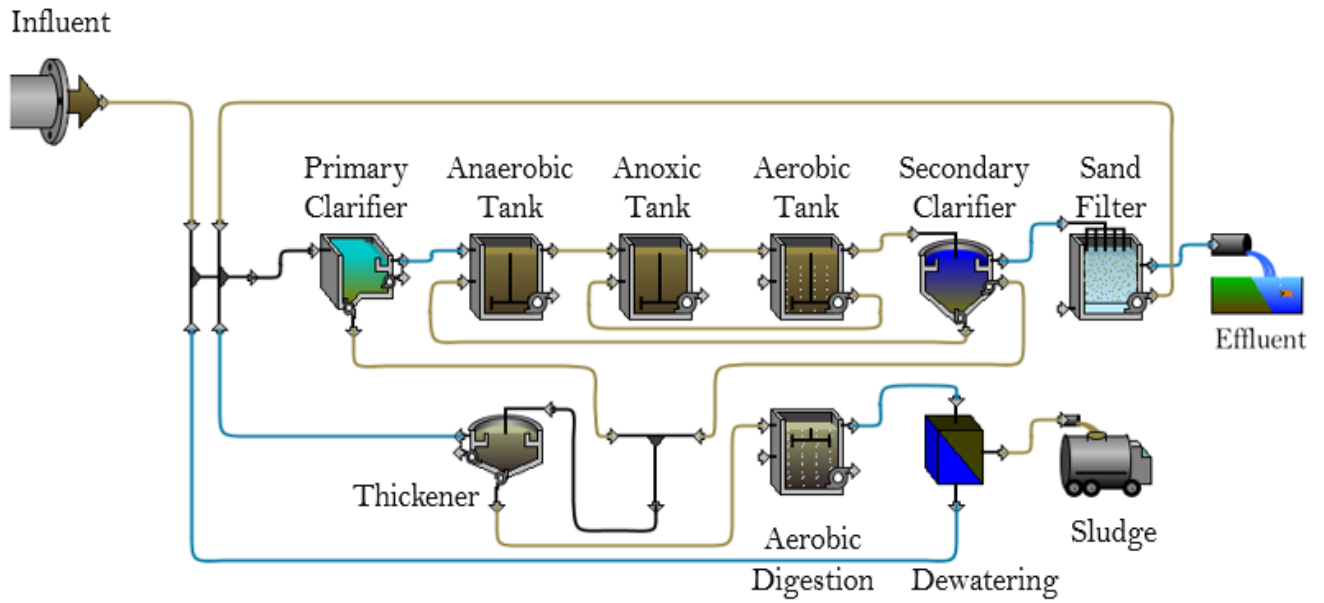 Influent
Primary
Clarifier
Anaerobic
Tank
Anoxic
Tank
Aerobic
Tank
Secondary
Clarifier
Sand
Filter
Effluent
Thickener
Aerobic
Digestion
Dewatering
Sludge